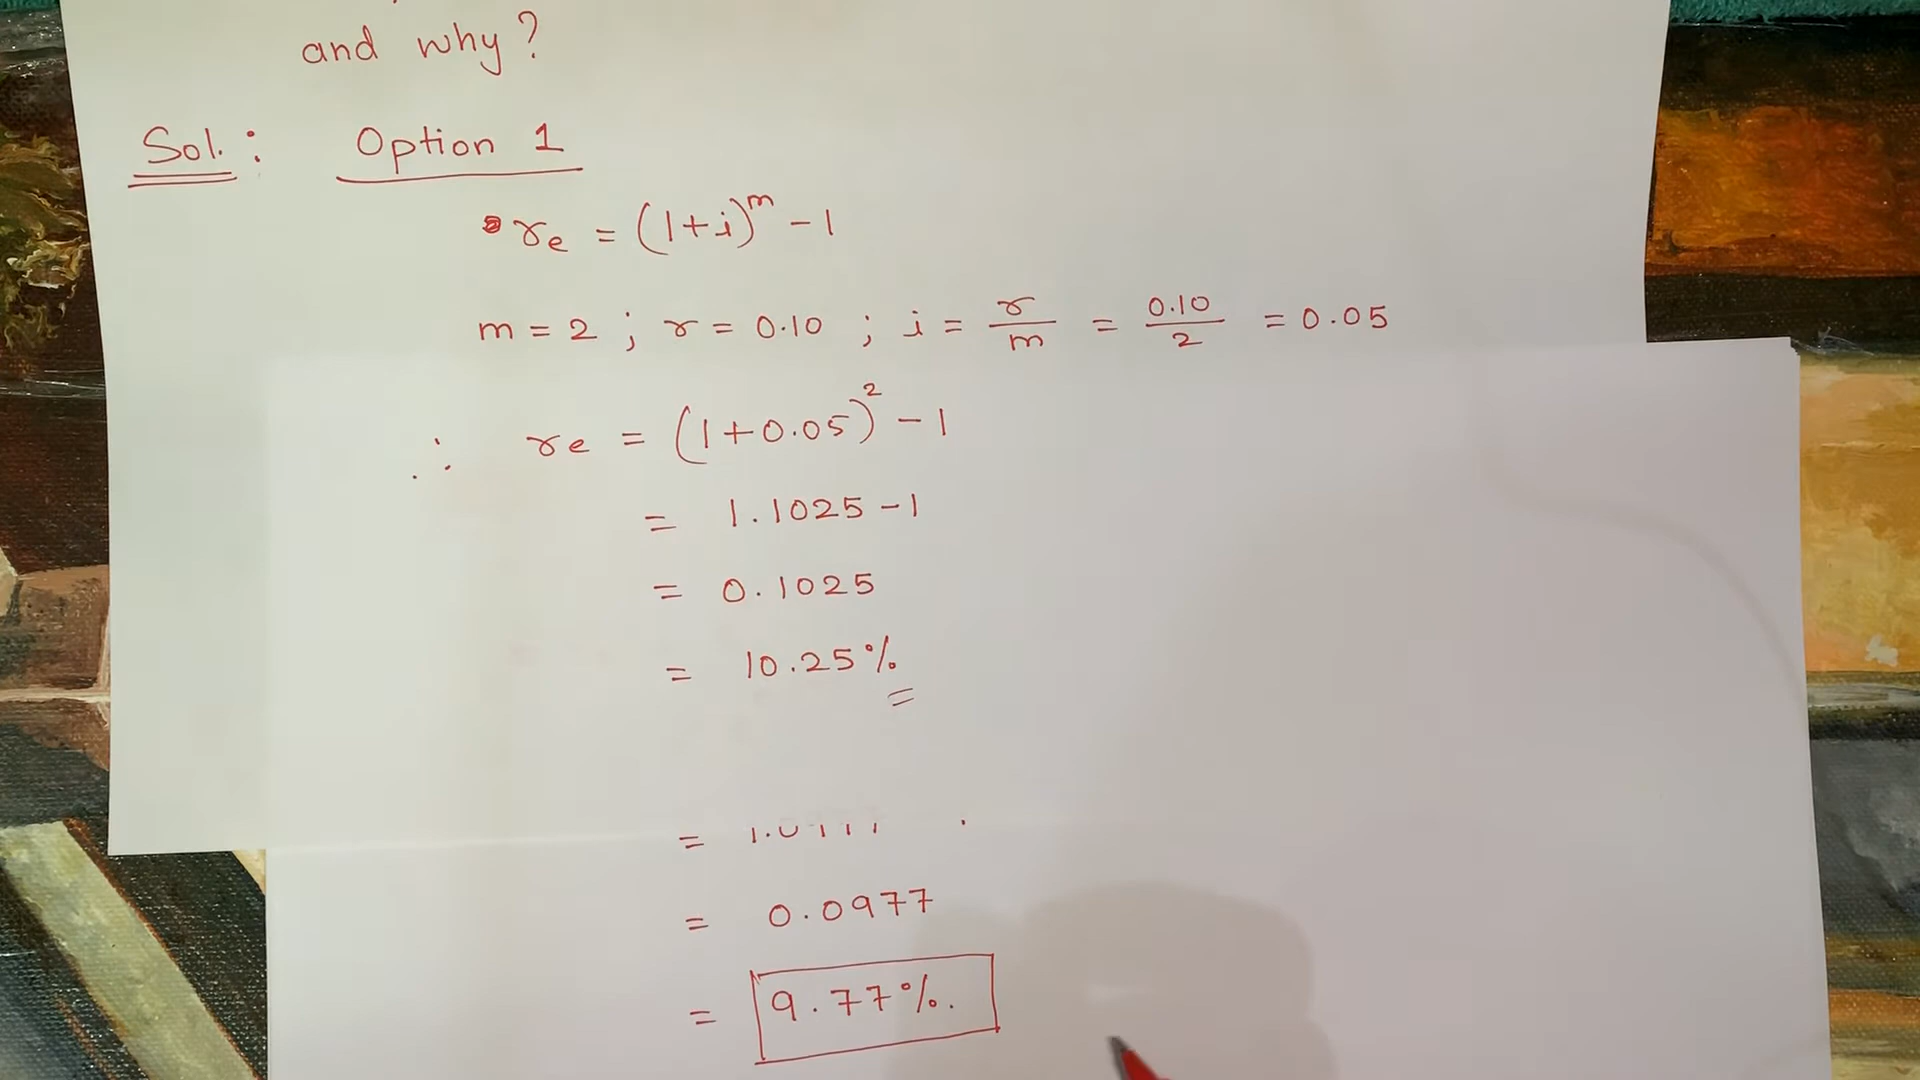 and why?
Sol. : Option 1
re = (1+i)^m - 1
m = 2 ; r = 0.10 ; i = r/m = 0.10/2 = 0.05
∴ re = (1+0.05)^2 - 1
= 1.1025 - 1
= 0.1025
= 10.25%
=
= 0.0977
= 9.77%.